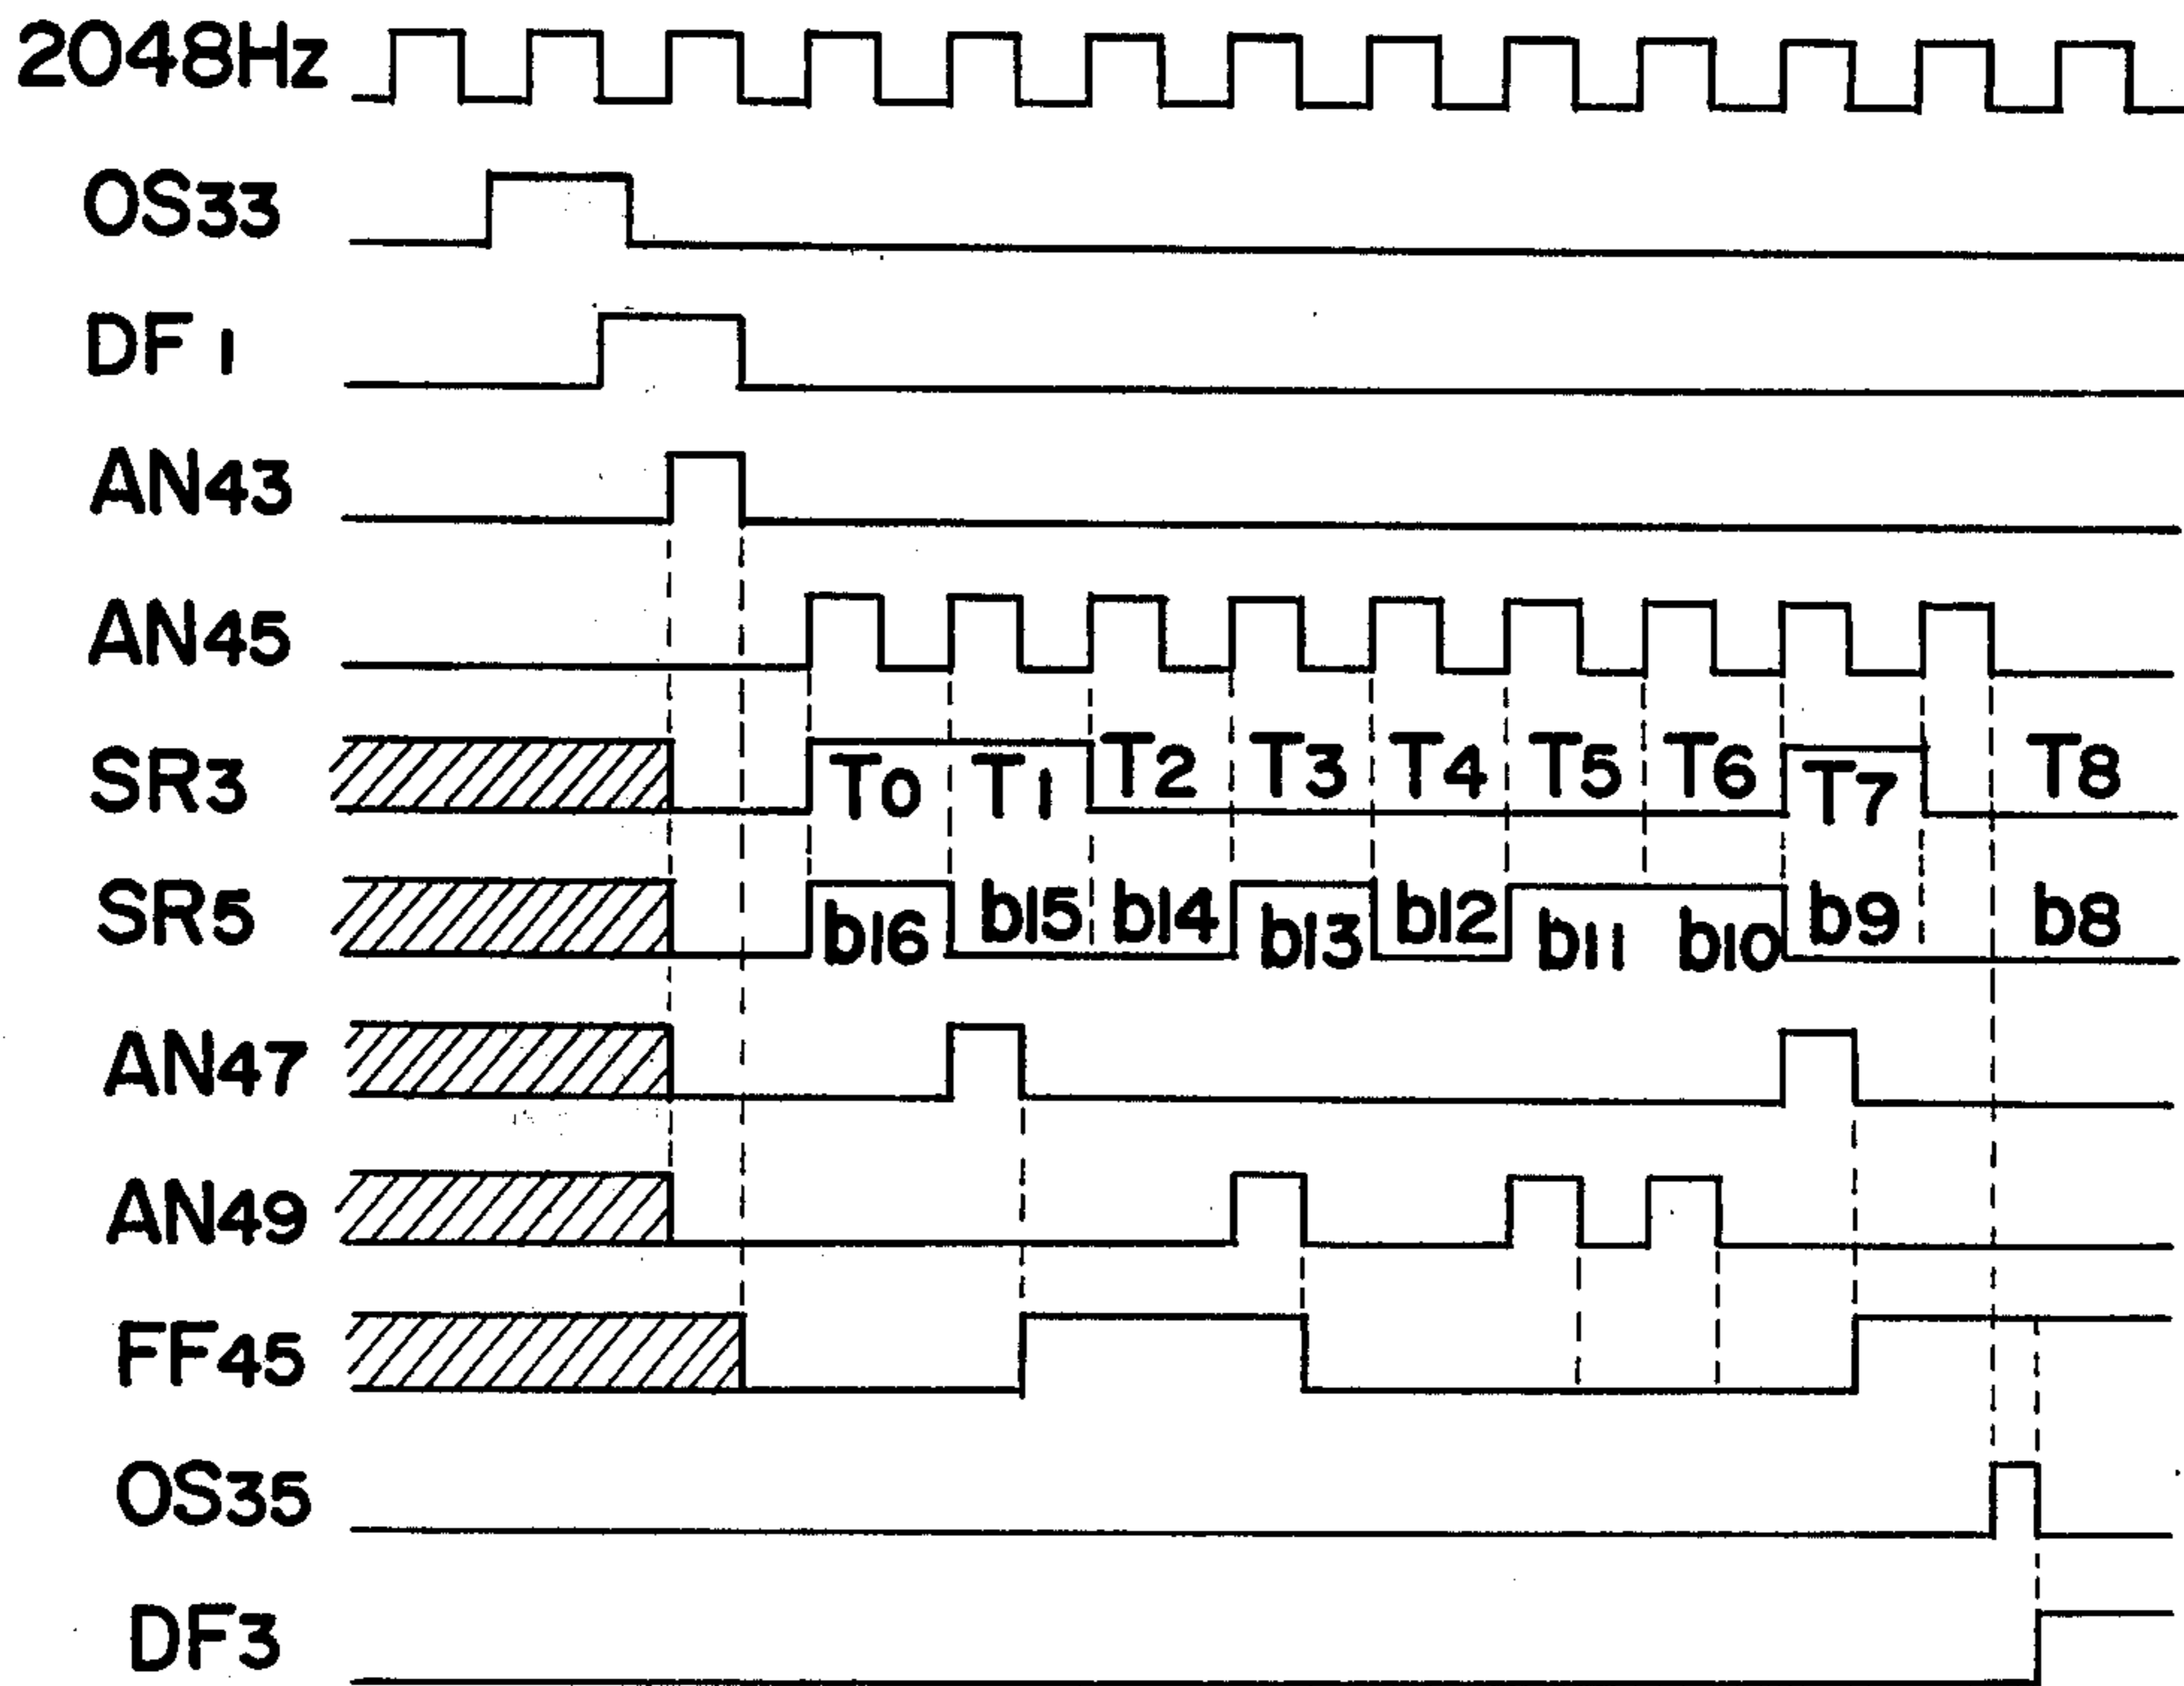 2048Hz
OS33
DF1
AN43
AN45
SR3 T0 T1 T2 T3 T4 T5 T6 T7 T8
SR5 b16 b15 b14 b13 b12 b11 b10 b9 b8
AN47
AN49
FF45
OS35
DF3